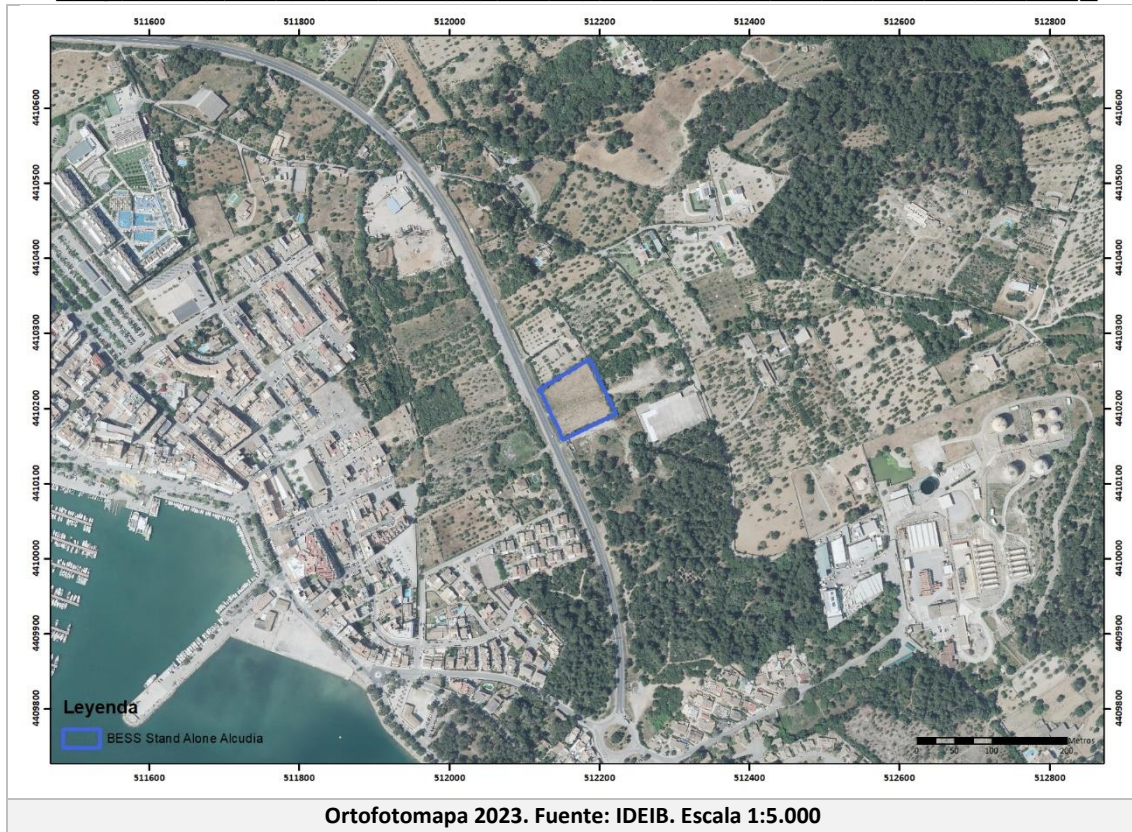 511600 511800 512000 512200 512400 512600 512800
4410600 4410600
4410500 4410500
4410400 4410400
4410300 4410300
4410200 4410200
4410100 4410100
4410000 4410000
4409900 4409900
4409800 4409800
Leyenda
BESS Stand Alone Alcudia
Metros
0 50 100 200
511600 511800 512000 512200 512400 512600 512800
Ortofotomapa 2023. Fuente: IDEIB. Escala 1:5.000